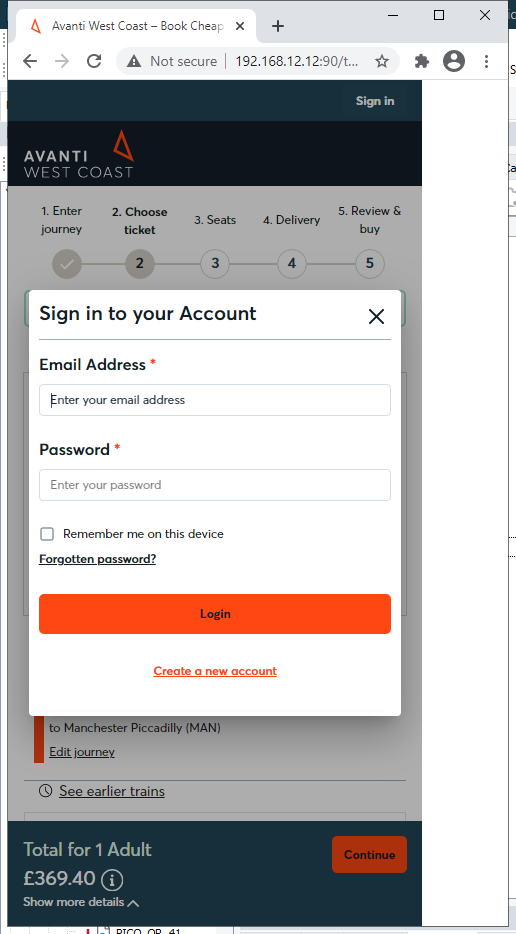 Avanti West Coast – Book Cheap
Not secure | 192.168.12.12:90/t...
Sign in
AVANTI
WEST COAST
1. Enter journey
2. Choose ticket
3. Seats
4. Delivery
5. Review & buy
2
3
4
5
Sign in to your Account
Email Address *
Enter your email address
Password *
Enter your password
Remember me on this device
Forgotten password?
Login
Create a new account
to Manchester Piccadilly (MAN)
Edit journey
See earlier trains
Total for 1 Adult
£369.40
Show more details
Continue